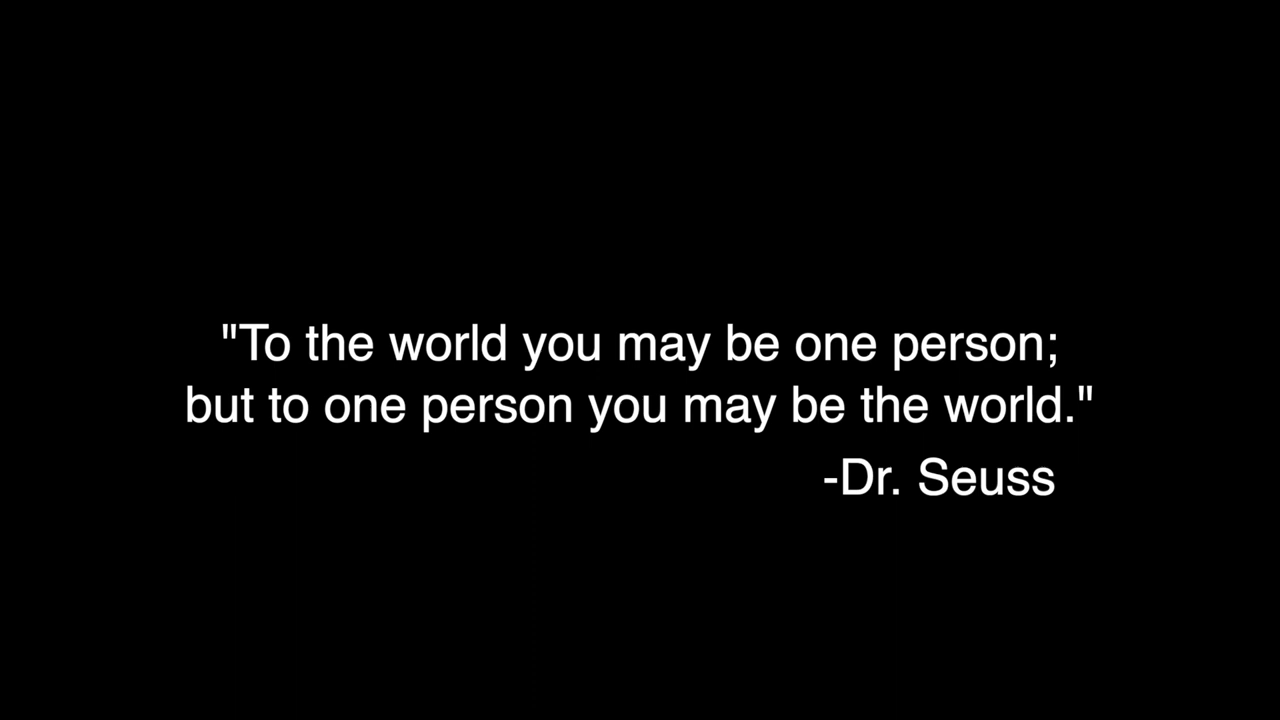 "To the world you may be one person;
but to one person you may be the world."
-Dr. Seuss